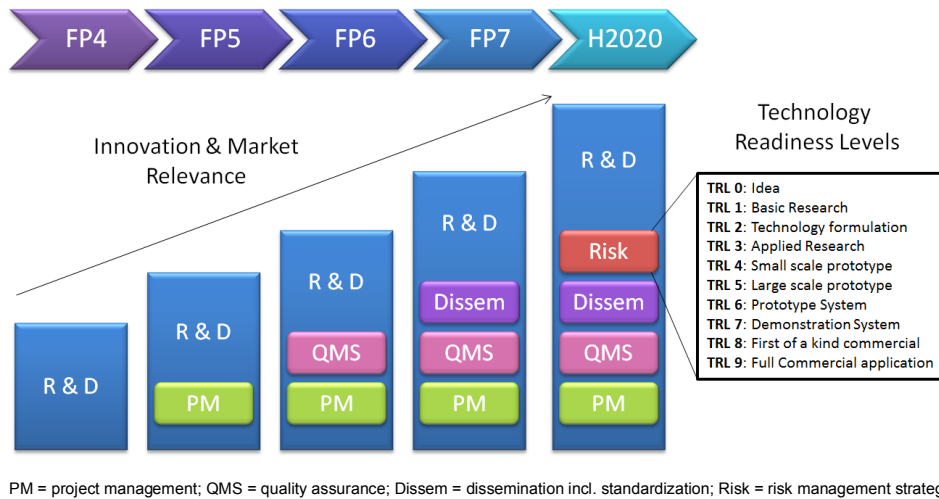 FP4
FP5
FP6
FP7
H2020
Innovation & Market
Relevance
Technology
Readiness Levels
R & D
R & D
PM
R & D
QMS
PM
R & D
Dissem
QMS
PM
R & D
Risk
Dissem
QMS
PM
TRL 0: Idea
TRL 1: Basic Research
TRL 2: Technology formulation
TRL 3: Applied Research
TRL 4: Small scale prototype
TRL 5: Large scale prototype
TRL 6: Prototype System
TRL 7: Demonstration System
TRL 8: First of a kind commercial
TRL 9: Full Commercial application
PM = project management; QMS = quality assurance; Dissem = dissemination incl. standardization; Risk = risk management